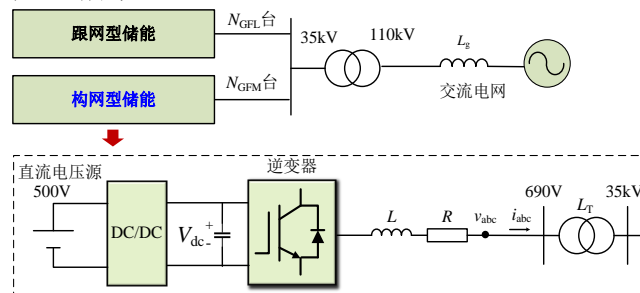 跟网型储能
N_GFL台
35kV
110kV
L_g
交流电网
构网型储能
N_GFM台
直流电压源
500V
DC/DC
V_dc
+
-
逆变器
L
R
v_abc
i_abc
690V
L_T
35kV